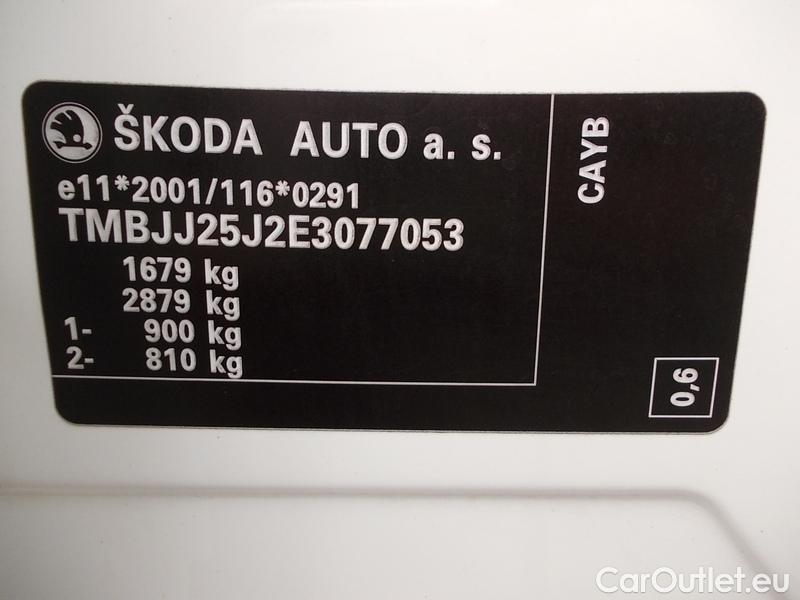 ŠKODA AUTO a. s.
e11*2001/116*0291
TMBJJ25J2E3077053
1679 kg
2879 kg
1- 900 kg
2- 810 kg
CAYB
0,6
CarOutlet.eu